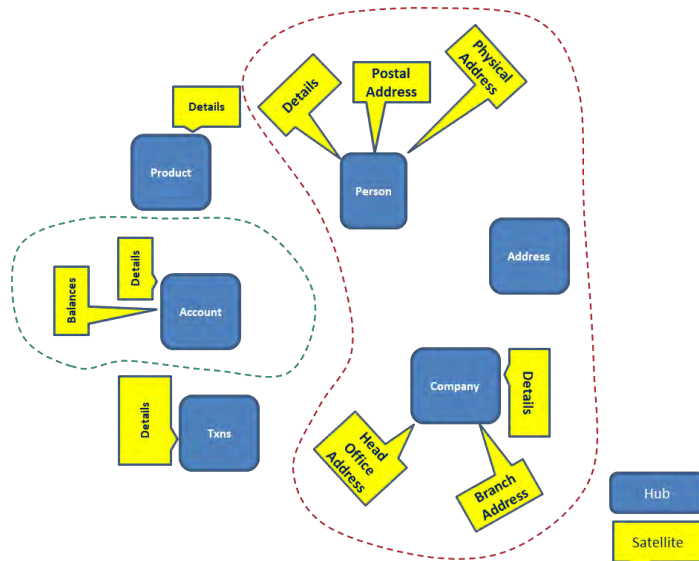 Details
Product
Details
Postal
Address
Physical
Address
Person
Address
Balances
Details
Account
Details
Txns
Company
Details
Head
Office
Address
Branch
Address
Hub
Satellite